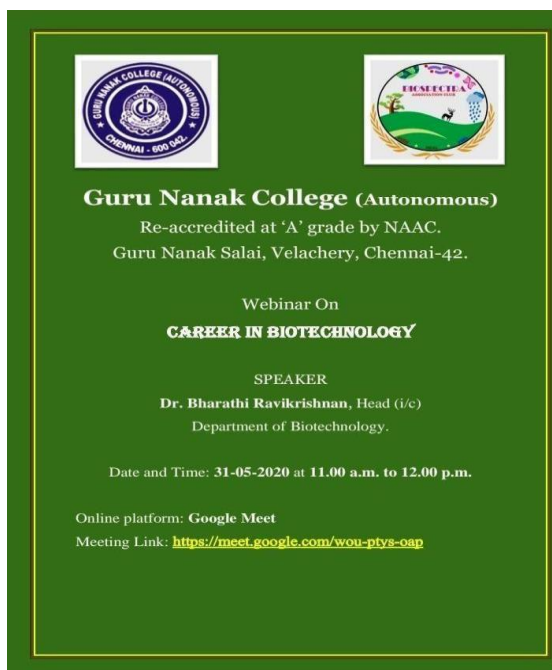 GURU NANAK COLLEGE (AUTONOMOUS)
CHENNAI - 600 042.
BIOSPECTRA
ASSOCIATION CLUB
Guru Nanak College (Autonomous)
Re-accredited at ‘A’ grade by NAAC.
Guru Nanak Salai, Velachery, Chennai-42.
Webinar On
CAREER IN BIOTECHNOLOGY
SPEAKER
Dr. Bharathi Ravikrishnan, Head (i/c)
Department of Biotechnology.
Date and Time: 31-05-2020 at 11.00 a.m. to 12.00 p.m.
Online platform: Google Meet
Meeting Link: https://meet.google.com/wou-ptys-oap